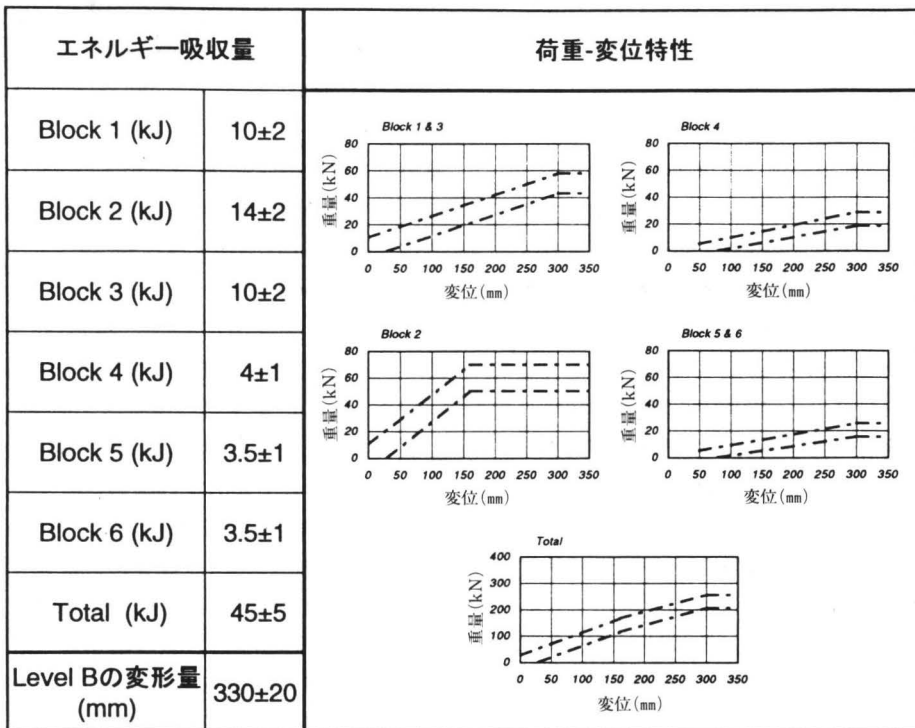 エネルギー吸収量
荷重-変位特性
Block 1 (kJ) 10±2
Block 2 (kJ) 14±2
Block 3 (kJ) 10±2
Block 4 (kJ) 4±1
Block 5 (kJ) 3.5±1
Block 6 (kJ) 3.5±1
Total (kJ) 45±5
Level Bの変形量
(mm)
330±20
Block 1 & 3
重量(kN)
80
60
40
20
0
0 50 100 150 200 250 300 350
変位(mm)
Block 4
重量(kN)
80
60
40
20
0
0 50 100 150 200 250 300 350
変位(mm)
Block 2
重量(kN)
80
60
40
20
0
0 50 100 150 200 250 300 350
変位(mm)
Block 5 & 6
重量(kN)
80
60
40
20
0
0 50 100 150 200 250 300 350
変位(mm)
Total
重量(kN)
400
300
200
100
0
0 50 100 150 200 250 300 350
変位(mm)